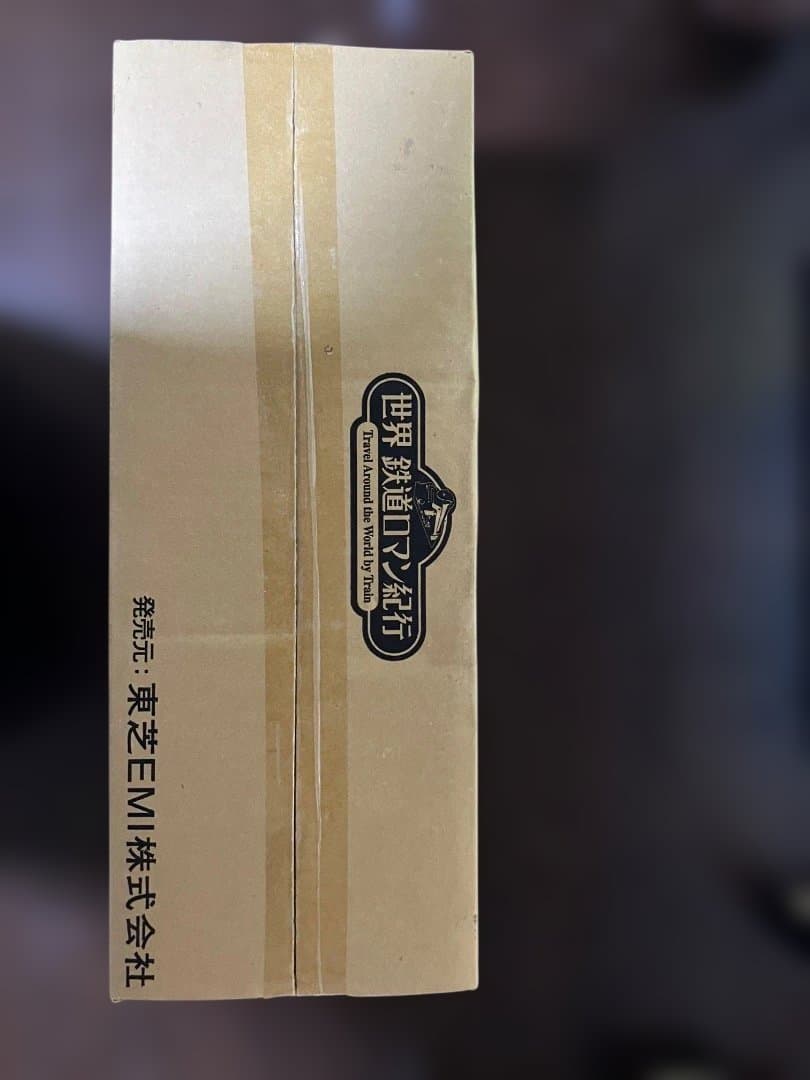 世界 鉄道ロマン紀行
Travel Around the World by Train
発売元：東芝EMI株式会社